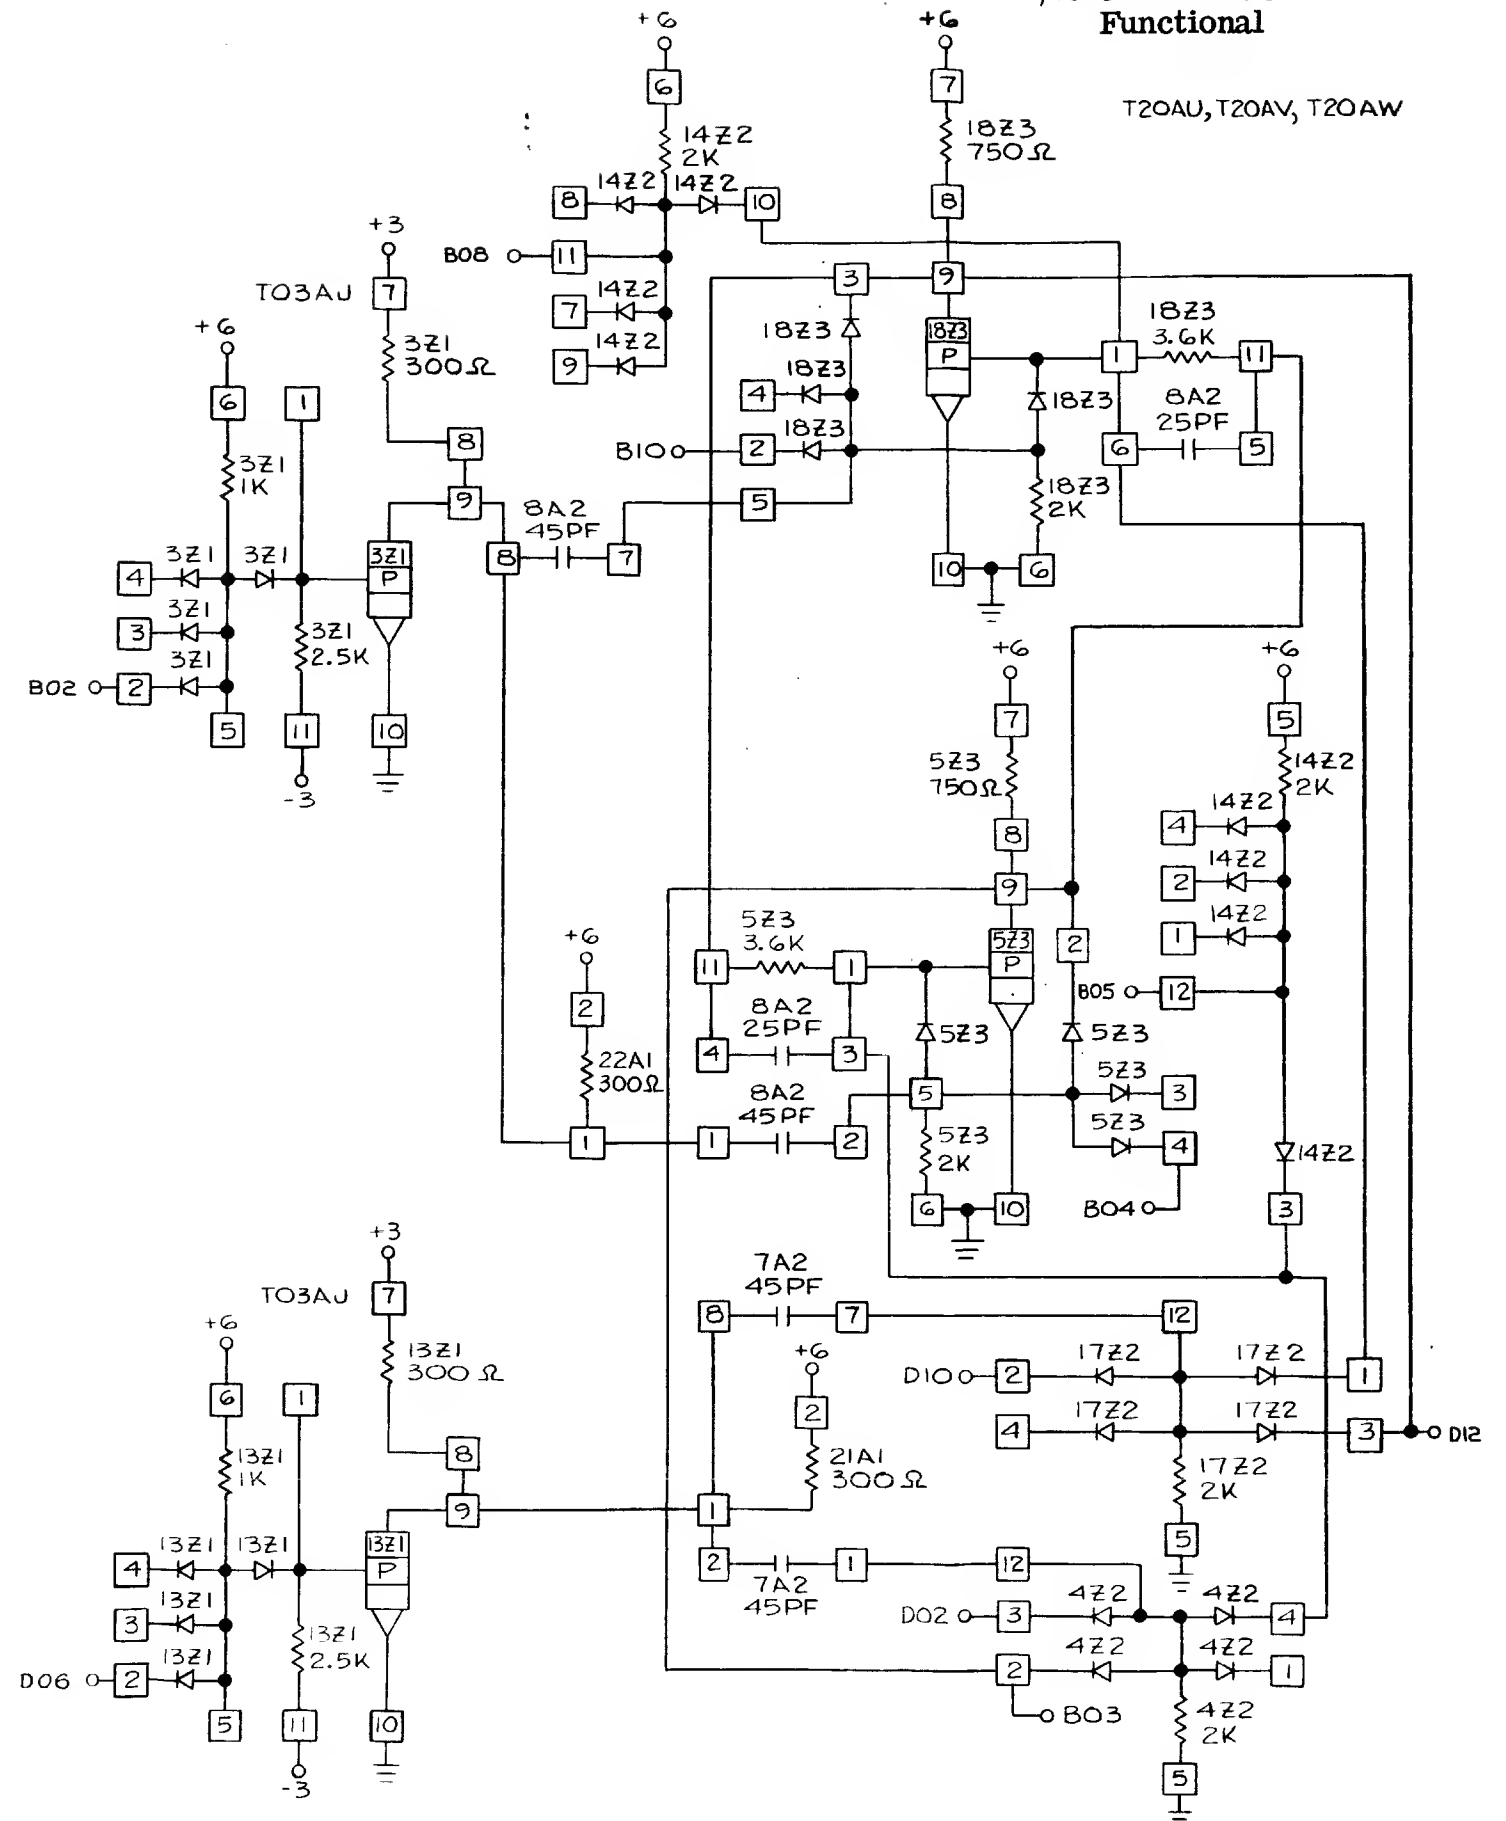 Functional
T20AU, T20AV, T20AW
+6
6
14Z2
2K
14Z2 14Z2
8
10
B08
11
14Z2
7
14Z2
9
+6
7
18Z3
750Ω
8
3
9
18Z3
18Z3
P
18Z3
4
18Z3
B10
2
5
18Z3
3.6K
1
11
8A2
25PF
6
5
18Z3
18Z3
2K
10
6
+3
T03AJ
7
3Z1
300Ω
8
9
+6
6
1
3Z1
1K
3Z1 3Z1
4
3Z1
3
3Z1
B02
2
5
3Z1
P
3Z1
2.5K
11
-3
10
8A2
45PF
8
7
+6
7
5Z3
750Ω
8
9
5Z3
P
2
+6
5
14Z2
2K
14Z2
4
14Z2
2
14Z2
1
B05
12
14Z2
3
+6
2
22A1
300Ω
1
5Z3
3.6K
11
1
8A2
25PF
4
3
8A2
45PF
1
2
5Z3
5
5Z3
2K
6
10
5Z3
5Z3
3
5Z3
4
B04
+3
T03AJ
7
13Z1
300Ω
8
9
+6
6
1
13Z1
1K
13Z1 13Z1
4
13Z1
3
13Z1
D06
2
5
13Z1
P
13Z1
2.5K
11
-3
10
7A2
45PF
8
7
12
+6
2
21A1
300Ω
1
2
1
7A2
45PF
12
17Z2
17Z2
D10
2
1
17Z2
17Z2
4
3
D12
17Z2
2K
5
4Z2
4Z2
D02
3
4
4Z2
4Z2
2
1
B03
4Z2
2K
5